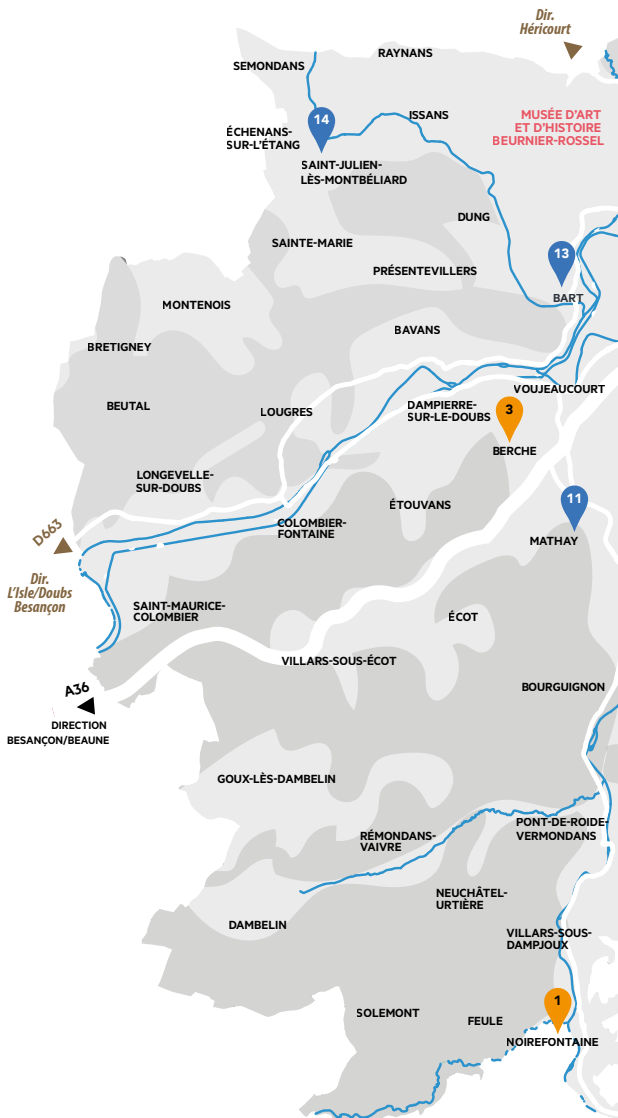 Dir.
Héricourt
RAYNANS
SEMONDANS
14
ISSANS
MUSÉE D'ART
ET D'HISTOIRE
BEURNIER-ROSSEL
ÉCHENANS-
SUR-L'ÉTANG
SAINT-JULIEN-
LÈS-MONTBÉLIARD
DUNG
SAINTE-MARIE
13
PRÉSENTEVILLERS
BART
MONTENOIS
BAVANS
BRETIGNEY
VOUJEAUCOURT
BEUTAL
LOUGRES
DAMPIERRE-
SUR-LE-DOUBS
3
BERCHE
LONGEVELLE-
SUR-DOUBS
ÉTOUVANS
11
COLOMBIER-
FONTAINE
MATHAY
D663
Dir.
L'Isle/Doubs
Besançon
SAINT-MAURICE-
COLOMBIER
ÉCOT
VILLARS-SOUS-ÉCOT
A36
BOURGUIGNON
DIRECTION
BESANÇON/BEAUNE
GOUX-LÈS-DAMBELIN
RÉMONDANS-
VAIVRE
PONT-DE-ROIDE-
VERMONDANS
NEUCHÂTEL-
URTIÈRE
DAMBELIN
VILLARS-SOUS-
DAMPJOUX
1
SOLEMONT
FEULE
NOIREFONTAINE